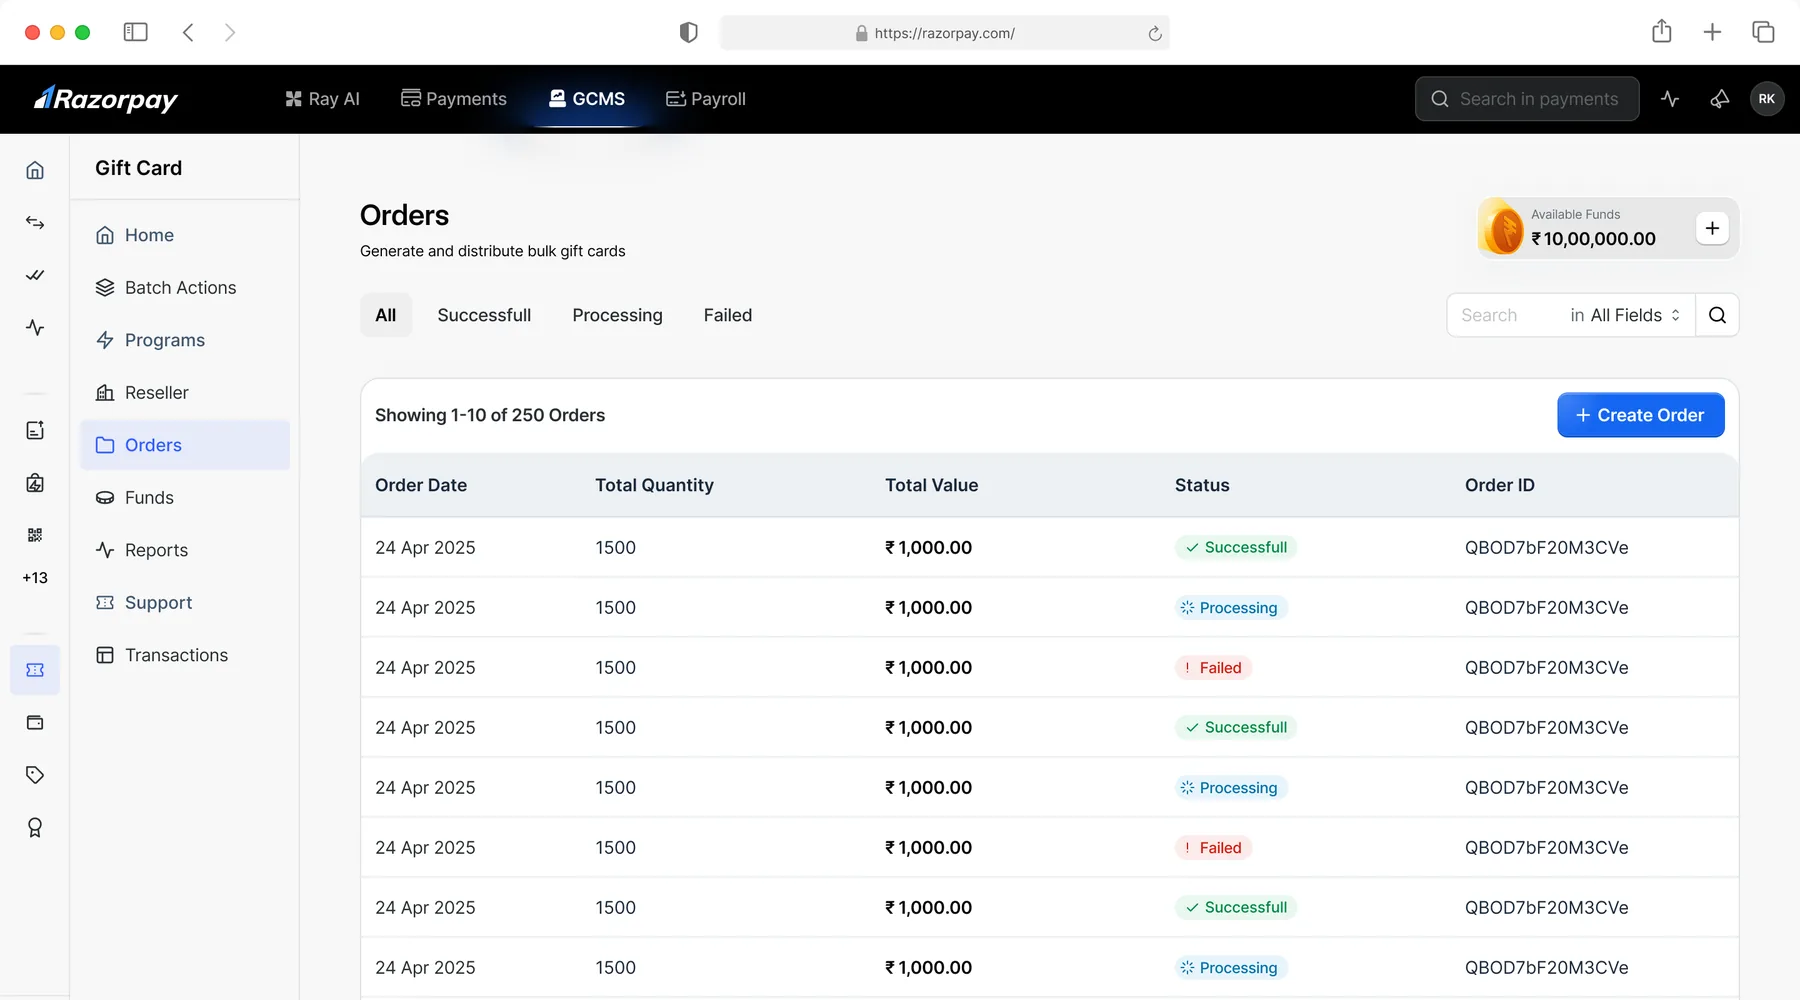 https://razorpay.com/
Razorpay
Ray AI
Payments
GCMS
Payroll
Search in payments
RK
Gift Card
Home
Batch Actions
Programs
Reseller
Orders
Funds
Reports
Support
Transactions
+13
Orders
Generate and distribute bulk gift cards
Available Funds
₹10,00,000.00
All
Successfull
Processing
Failed
Search in All Fields
Showing 1-10 of 250 Orders
+ Create Order
Order Date Total Quantity Total Value Status Order ID
24 Apr 2025 1500 ₹1,000.00 Successfull QBOD7bF20M3CVe
24 Apr 2025 1500 ₹1,000.00 Processing QBOD7bF20M3CVe
24 Apr 2025 1500 ₹1,000.00 ! Failed QBOD7bF20M3CVe
24 Apr 2025 1500 ₹1,000.00 Successfull QBOD7bF20M3CVe
24 Apr 2025 1500 ₹1,000.00 Processing QBOD7bF20M3CVe
24 Apr 2025 1500 ₹1,000.00 ! Failed QBOD7bF20M3CVe
24 Apr 2025 1500 ₹1,000.00 Successfull QBOD7bF20M3CVe
24 Apr 2025 1500 ₹1,000.00 Processing QBOD7bF20M3CVe